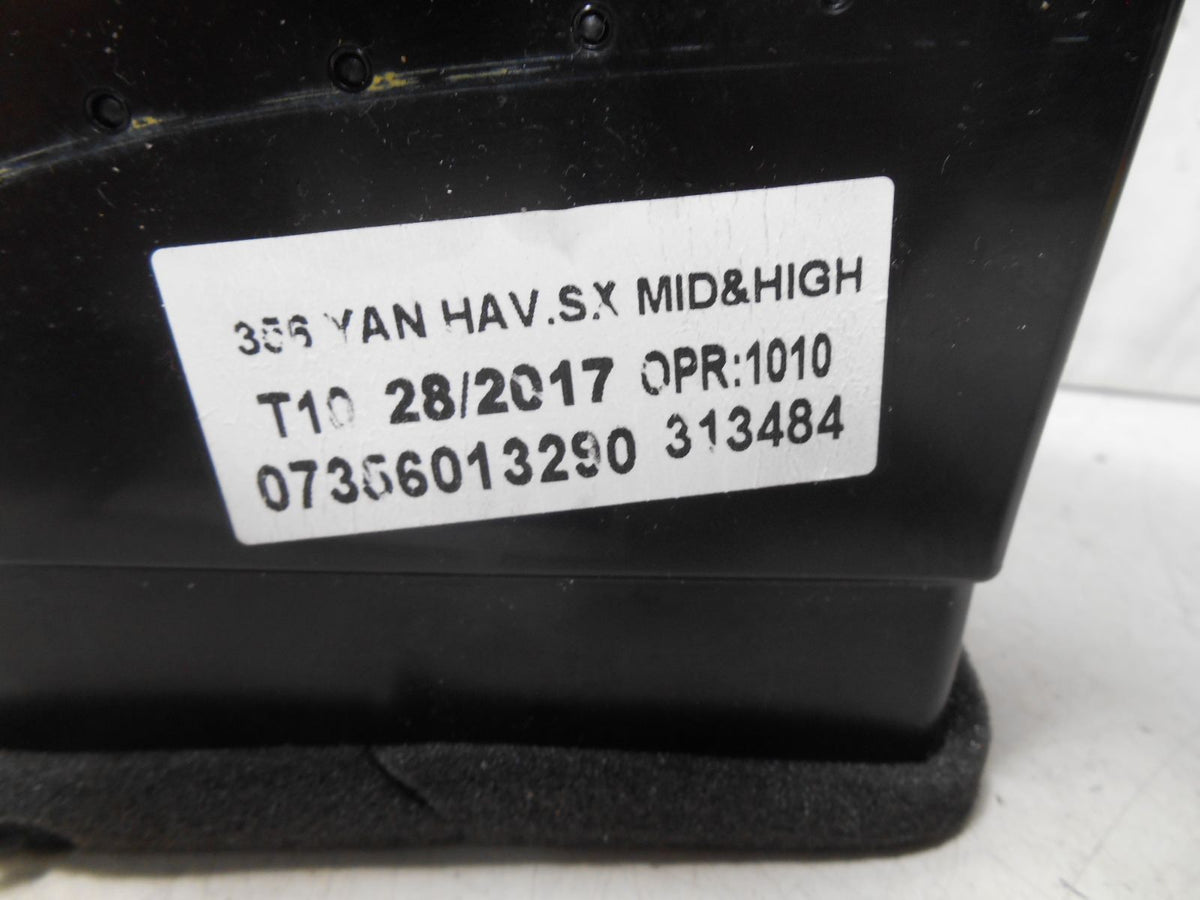 356 YAN HAV.SX MID&HIGH
T10 28/2017 OPR:1010
07356013290 313484